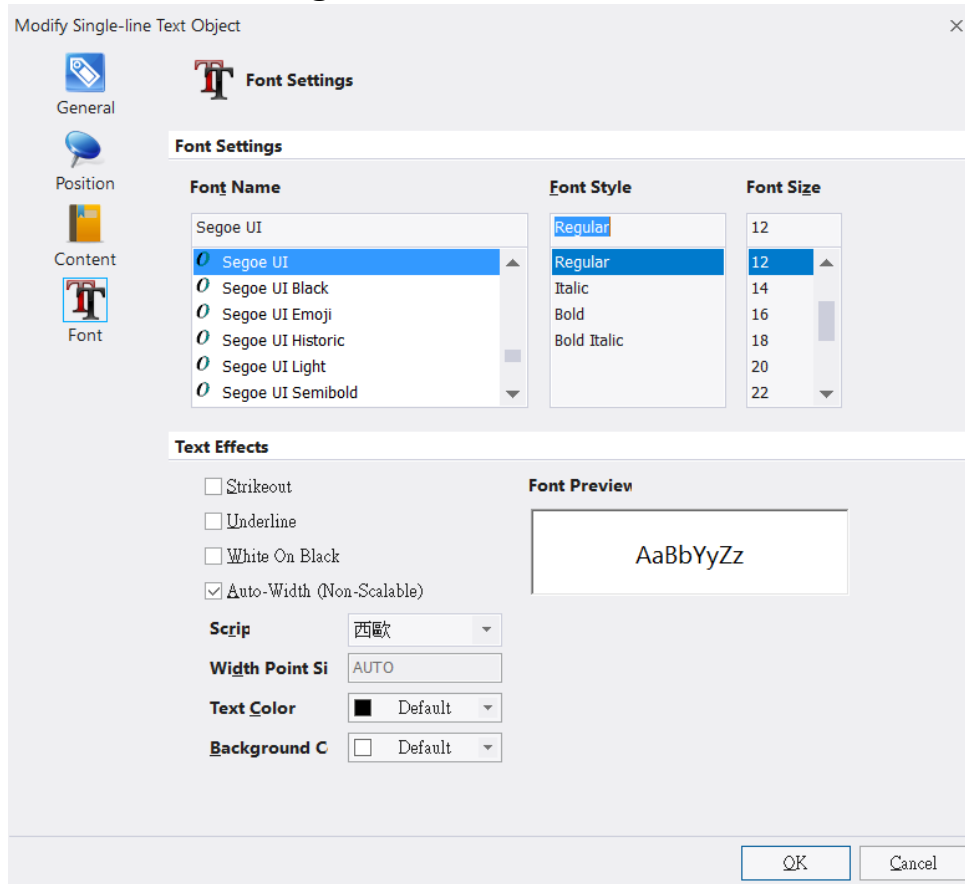 Modify Single-line Text Object
General
Position
Content
Font
Font Settings
Font Settings
Font Name
Font Style
Font Size
Segoe UI
Regular
12
Segoe UI
Segoe UI Black
Segoe UI Emoji
Segoe UI Historic
Segoe UI Light
Segoe UI Semibold
Regular
Italic
Bold
Bold Italic
12
14
16
18
20
22
Text Effects
Strikeout
Underline
White On Black
Auto-Width (Non-Scalable)
Font Preview
AaBbYyZz
Scrip
西歐
Width Point Si
AUTO
Text Color
Default
Background C
Default
OK
Cancel